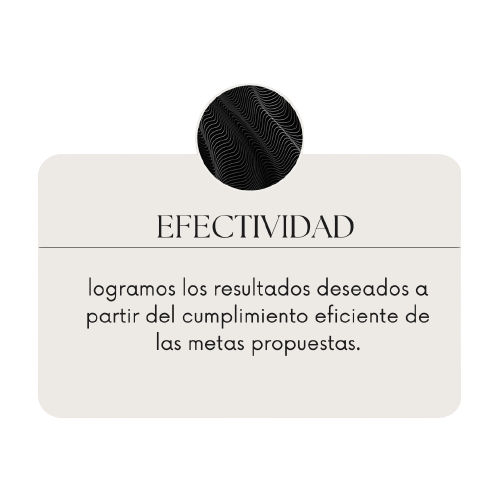 EFECTIVIDAD
logramos los resultados deseados a
partir del cumplimiento eficiente de
las metas propuestas.